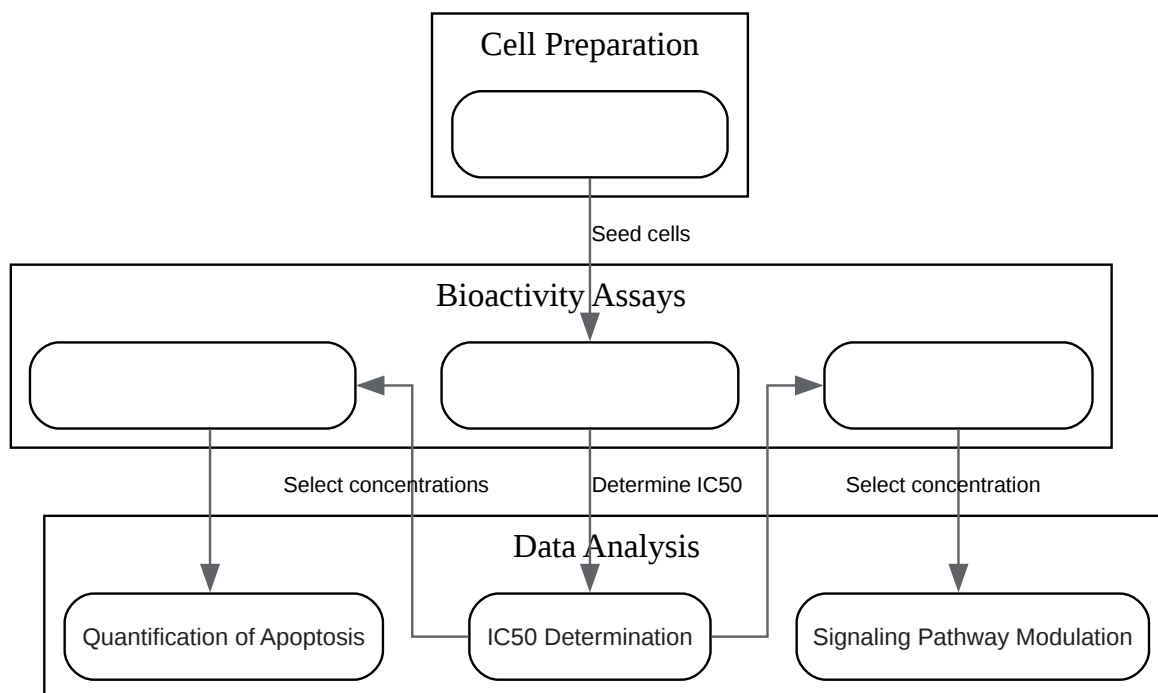 Cell Preparation
Seed cells
Bioactivity Assays
Select concentrations
Determine IC50
Select concentration
Data Analysis
Quantification of Apoptosis
IC50 Determination
Signaling Pathway Modulation